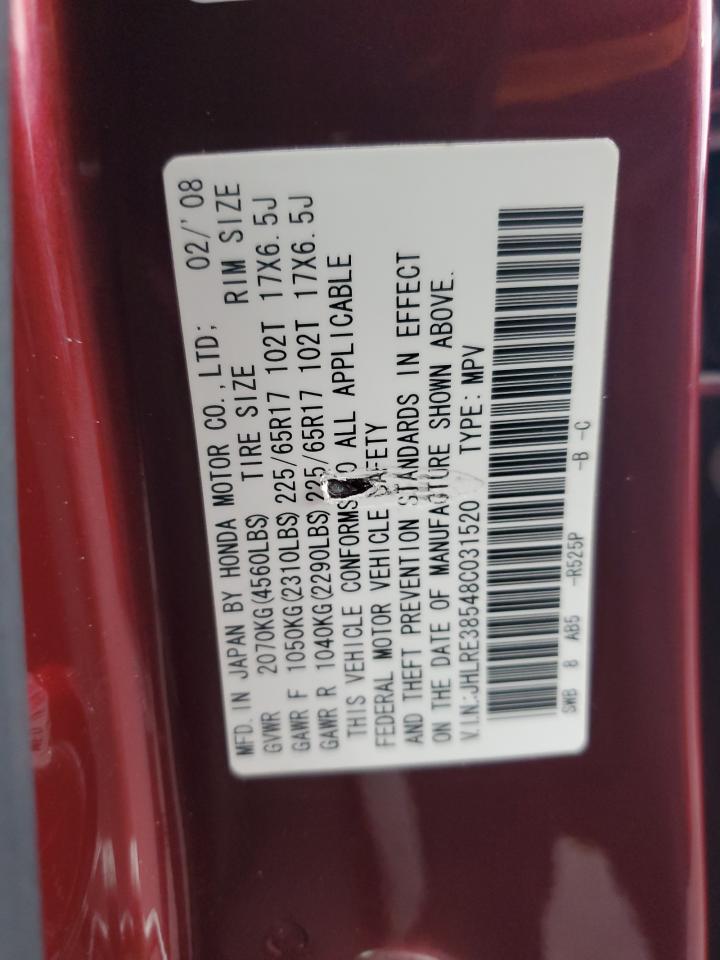 MFD. IN JAPAN BY HONDA MOTOR CO., LTD; 02/'08
GVWR 2070KG(4560LBS) TIRE SIZE RIM SIZE
GAWR F 1050KG(2310LBS) 225/65R17 102T 17X6.5J
GAWR R 1040KG(2290LBS) 225/65R17 102T 17X6.5J
THIS VEHICLE CONFORMS TO ALL APPLICABLE
FEDERAL MOTOR VEHICLE SAFETY
AND THEFT PREVENTION STANDARDS IN EFFECT
ON THE DATE OF MANUFACTURE SHOWN ABOVE.
V.I.N:JHLRE38548C031520 TYPE: MPV
SWB 8 AB5 -R525P -B -C